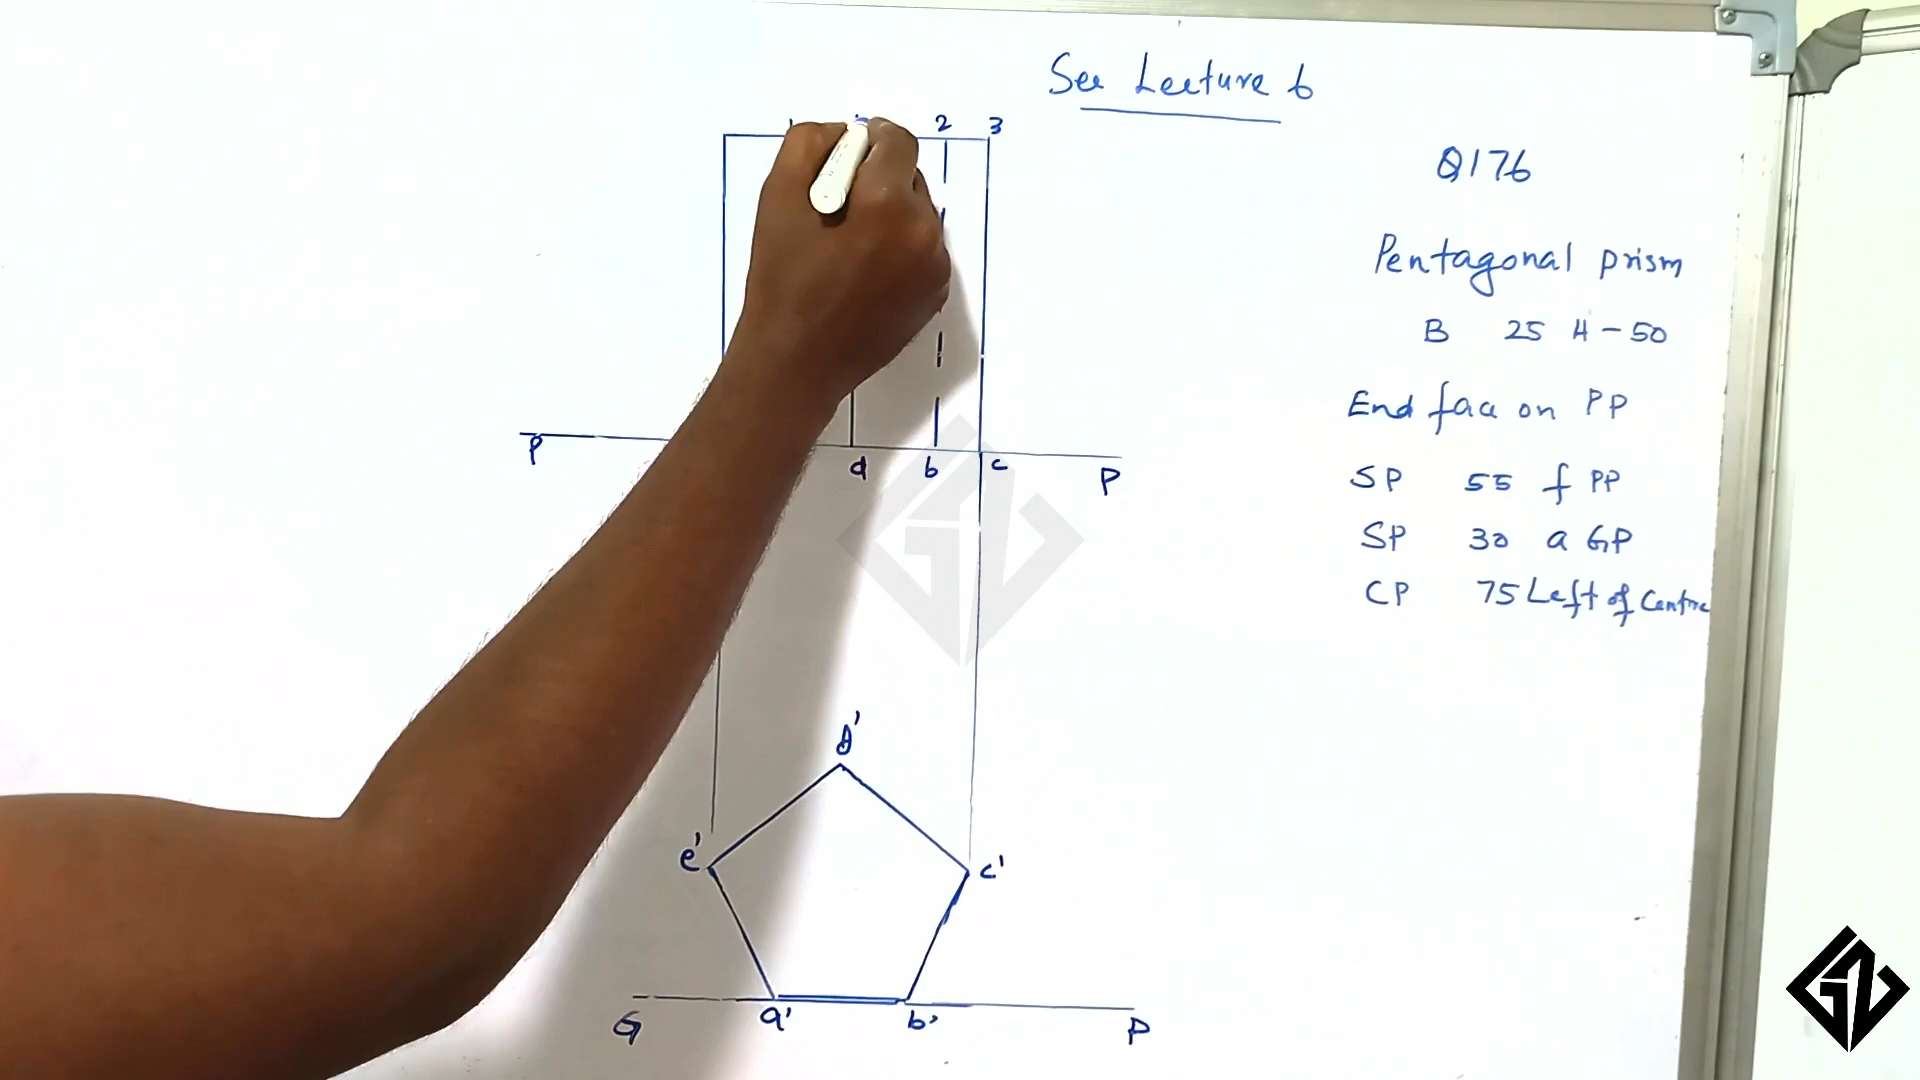 See Lecture 6
1 2 3
Q176
Pentagonal prism
B 25 H - 50
End face on PP
SP 55 f PP
SP 30 a GP
CP 75 Left of Centre
P d b c P
d'
e' c'
G a' b' P